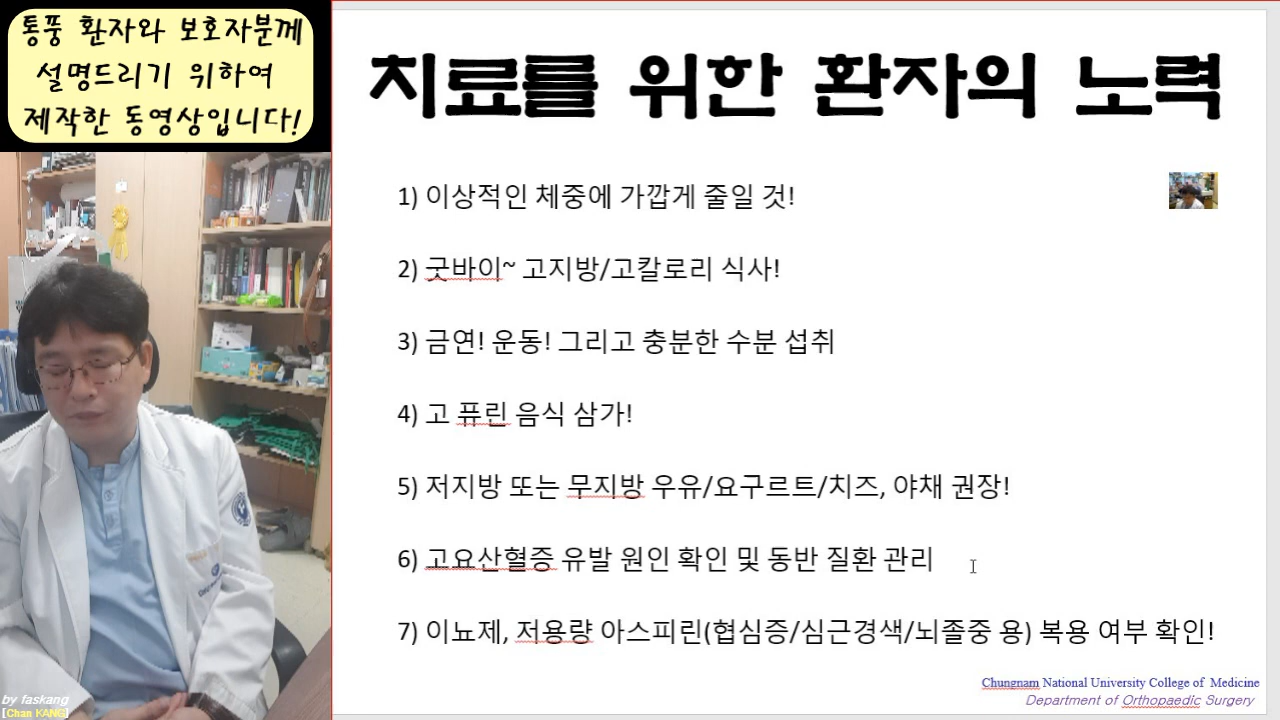 통풍 환자와 보호자분께
설명드리기 위하여
제작한 동영상입니다!
치료를 위한 환자의 노력
1) 이상적인 체중에 가깝게 줄일 것!
2) 굿바이~ 고지방/고칼로리 식사!
3) 금연! 운동! 그리고 충분한 수분 섭취
4) 고 퓨린 음식 삼가!
5) 저지방 또는 무지방 우유/요구르트/치즈, 야채 권장!
6) 고요산혈증 유발 원인 확인 및 동반 질환 관리
7) 이뇨제, 저용량 아스피린(협심증/심근경색/뇌졸중 용) 복용 여부 확인!
Chungnam National University College of Medicine
Department of Orthopaedic Surgery
by faskang
[Chan KANG]